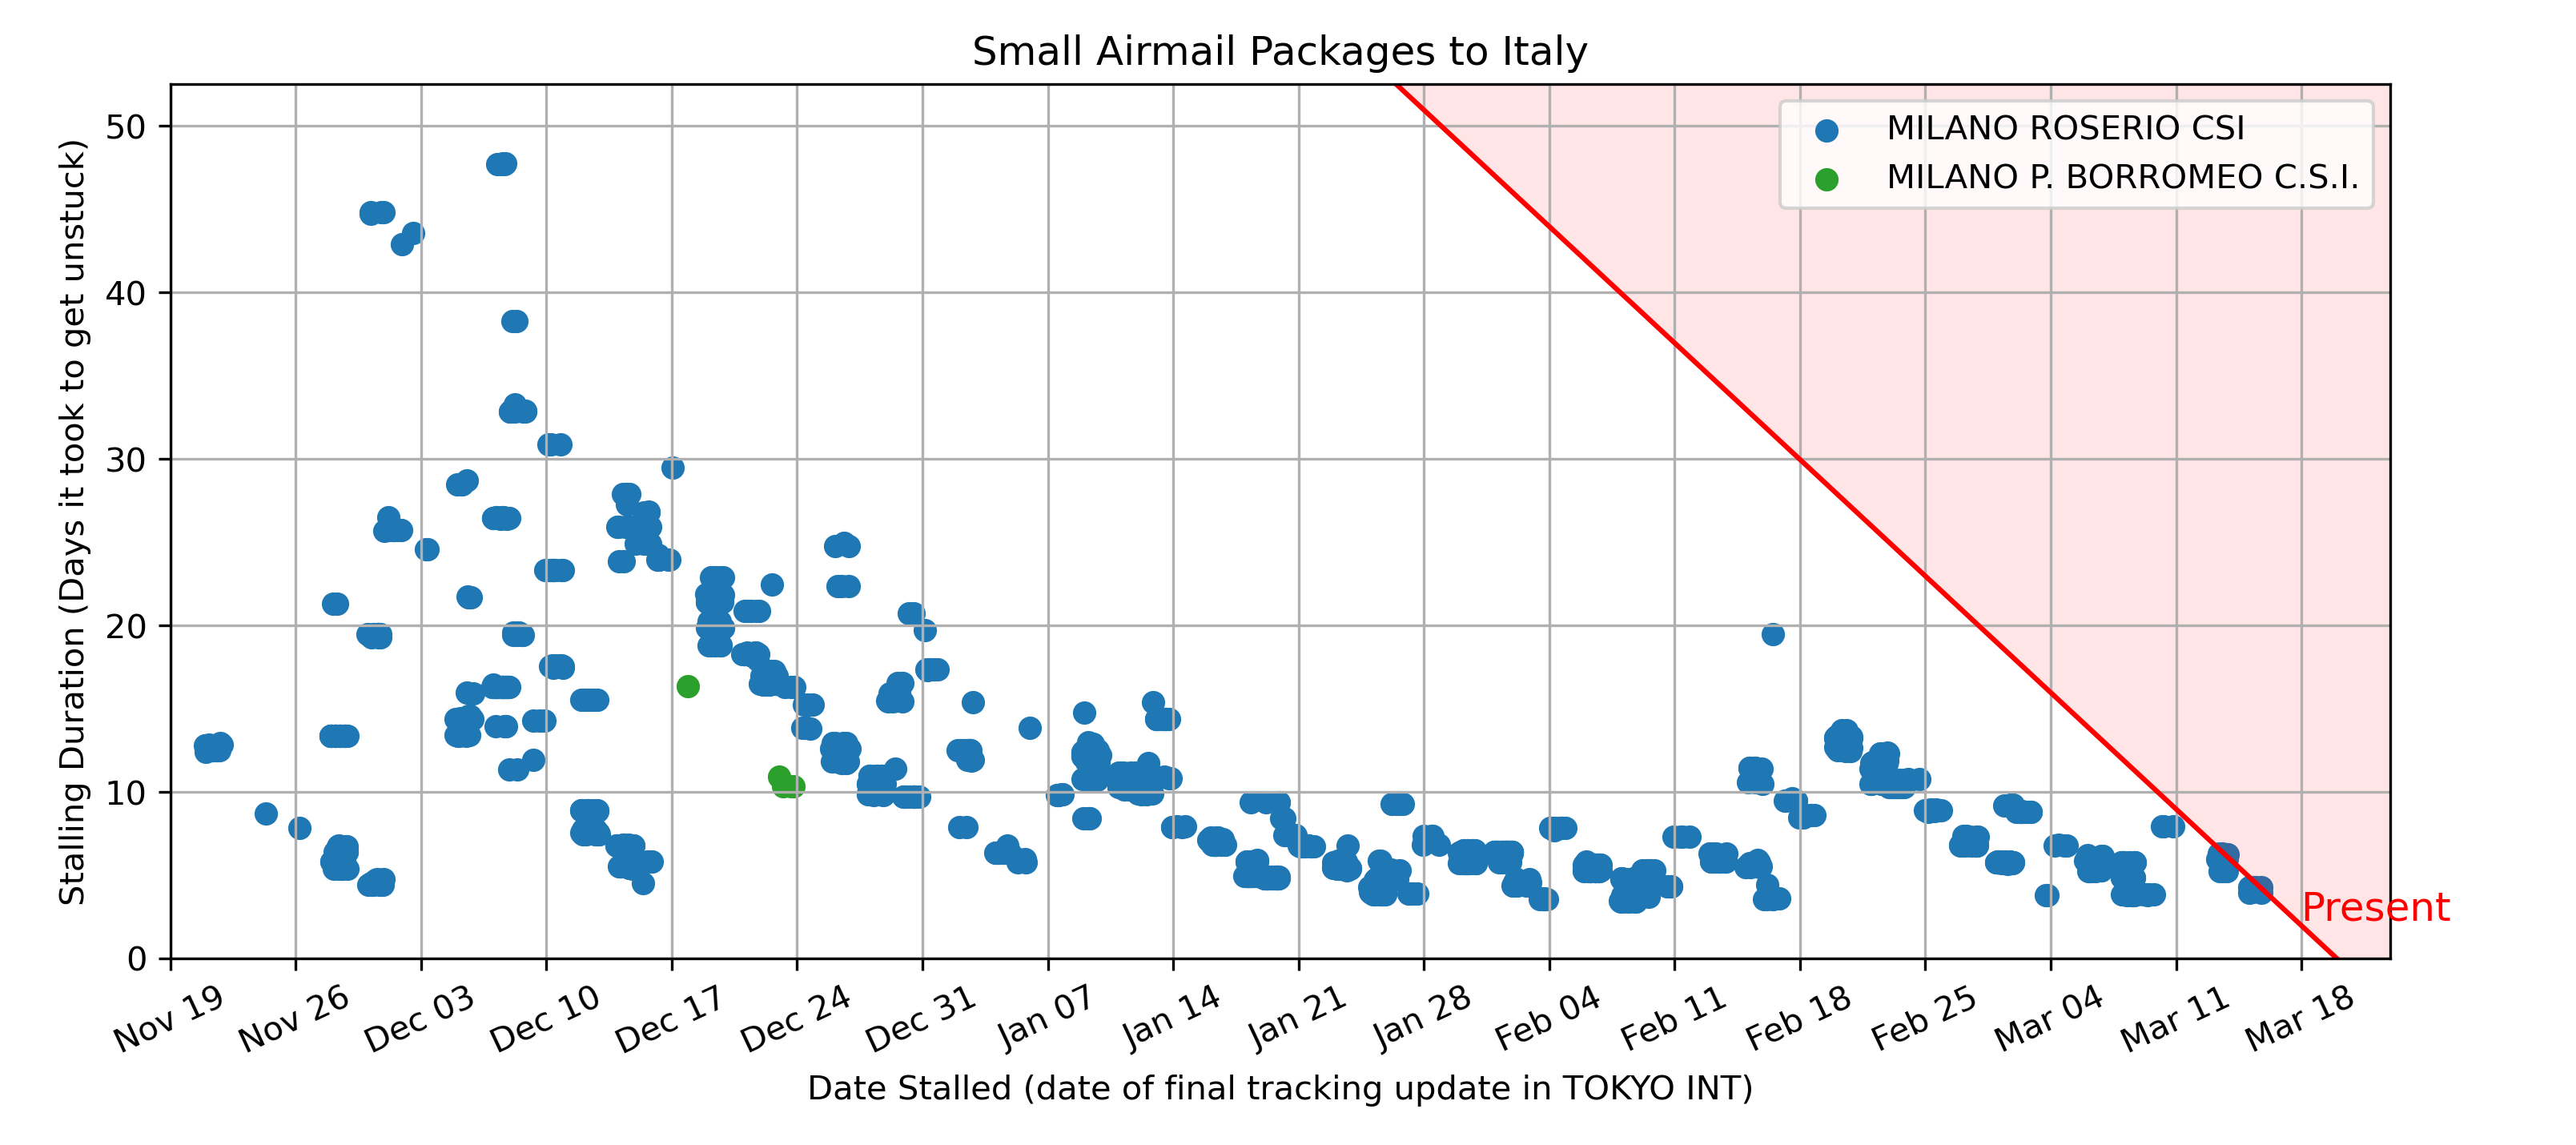 Small Airmail Packages to Italy
MILANO ROSERIO CSI
MILANO P. BORROMEO C.S.I.
Stalling Duration (Days it took to get unstuck)
50
40
30
20
10
0
Present
Nov 19 Nov 26 Dec 03 Dec 10 Dec 17 Dec 24 Dec 31 Jan 07 Jan 14 Jan 21 Jan 28 Feb 04 Feb 11 Feb 18 Feb 25 Mar 04 Mar 11 Mar 18
Date Stalled (date of final tracking update in TOKYO INT)